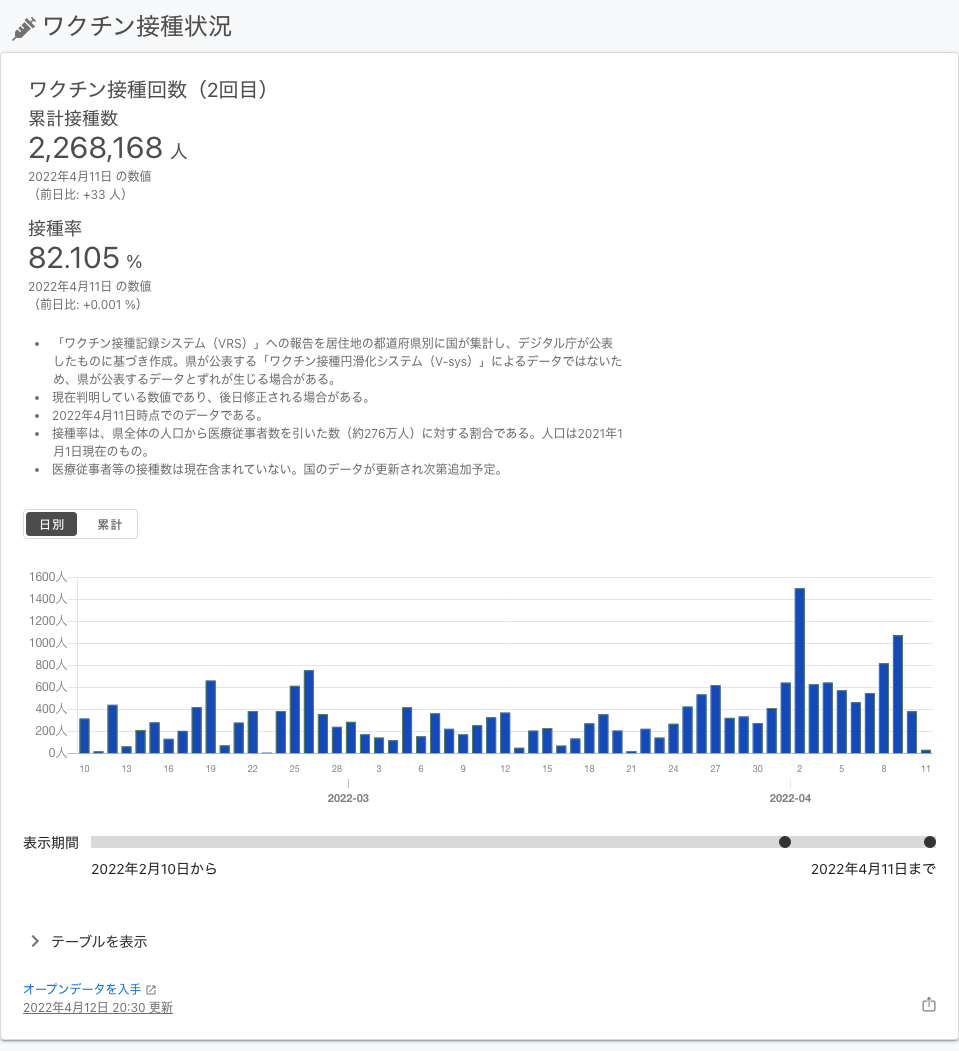 ワクチン接種状況
ワクチン接種回数（2回目）
累計接種数
2,268,168 人
2022年4月11日 の数値
（前日比: +33 人）
接種率
82.105 %
2022年4月11日 の数値
（前日比: +0.001 %）
• 「ワクチン接種記録システム（VRS）」への報告を居住地の都道府県別に国が集計し、デジタル庁が公表
したものに基づき作成。県が公表する「ワクチン接種円滑化システム（V-sys）」によるデータではないた
め、県が公表するデータとずれが生じる場合がある。
• 現在判明している数値であり、後日修正される場合がある。
• 2022年4月11日時点でのデータである。
• 接種率は、県全体の人口から医療従事者数を引いた数（約276万人）に対する割合である。人口は2021年1
月1日現在のもの。
• 医療従事者等の接種数は現在含まれていない。国のデータが更新され次第追加予定。
日別 累計
1600人
1400人
1200人
1000人
800人
600人
400人
200人
0人
10 13 16 19 22 25 28 3 6 9 12 15 18 21 24 27 30 2 5 8 11
2022-03 2022-04
表示期間
2022年2月10日から 2022年4月11日まで
テーブルを表示
オープンデータを入手
2022年4月12日 20:30 更新